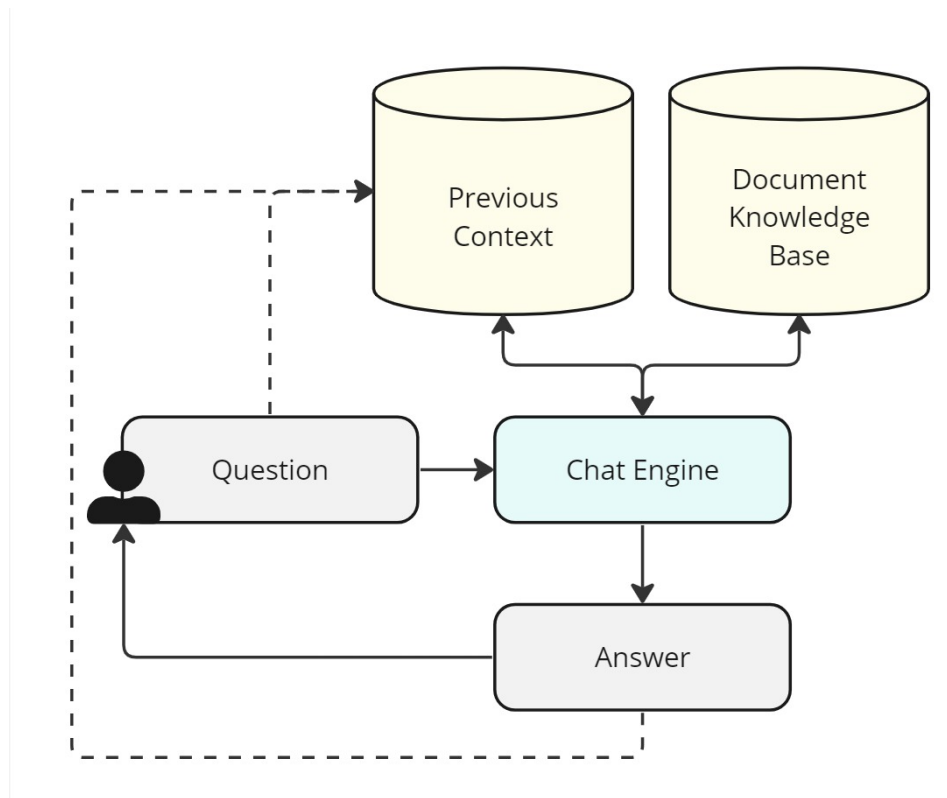 Previous
Context
Document
Knowledge
Base
Question
Chat Engine
Answer